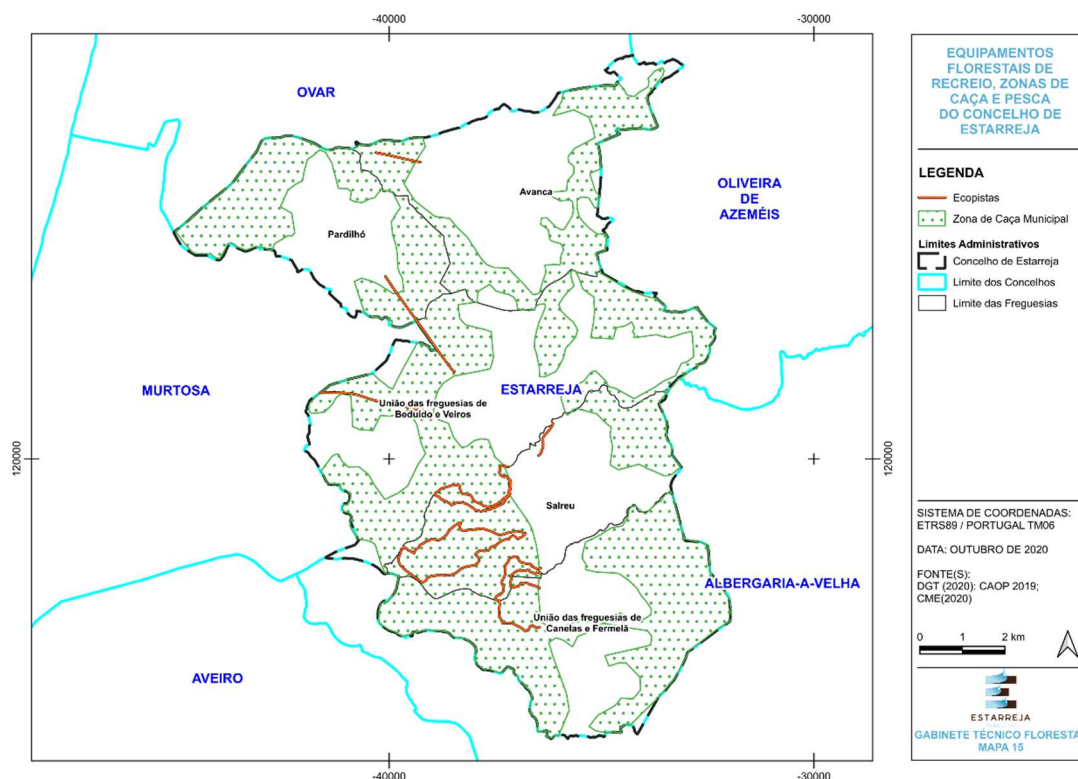 -40000
-30000
OVAR
Avanca
OLIVEIRA
DE
AZEMÉIS
Pardilhó
MURTOSA
ESTARREJA
União das freguesias de
Beduído e Veiros
120000
120000
Salreu
ALBERGARIA-A-VELHA
União das freguesias de
Canelas e Fermelã
AVEIRO
-40000
-30000
EQUIPAMENTOS
FLORESTAIS DE
RECREIO, ZONAS DE
CAÇA E PESCA
DO CONCELHO DE
ESTARREJA
LEGENDA
Ecopistas
Zona de Caça Municipal
Limites Administrativos
Concelho de Estarreja
Limite dos Concelhos
Limite das Freguesias
SISTEMA DE COORDENADAS:
ETRS89 / PORTUGAL TM06
DATA: OUTUBRO DE 2020
FONTE(S):
DGT (2020): CAOP 2019;
CME(2020)
0 1 2 km
ESTARREJA
GABINETE TÉCNICO FLORESTA
MAPA 15